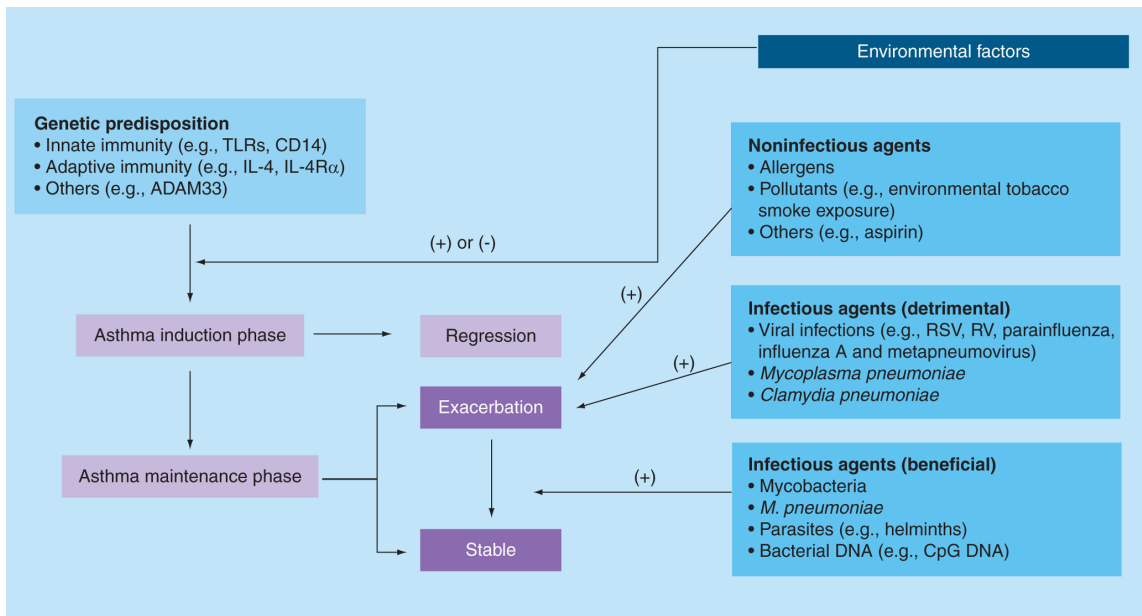 Environmental factors
Genetic predisposition
• Innate immunity (e.g., TLRs, CD14)
• Adaptive immunity (e.g., IL-4, IL-4Rα)
• Others (e.g., ADAM33)
Noninfectious agents
• Allergens
• Pollutants (e.g., environmental tobacco
smoke exposure)
• Others (e.g., aspirin)
(+) or (-)
(+)
Infectious agents (detrimental)
• Viral infections (e.g., RSV, RV, parainfluenza,
influenza A and metapneumovirus)
• Mycoplasma pneumoniae
• Clamydia pneumoniae
Asthma induction phase
Regression
(+)
Exacerbation
Asthma maintenance phase
Infectious agents (beneficial)
• Mycobacteria
• M. pneumoniae
• Parasites (e.g., helminths)
• Bacterial DNA (e.g., CpG DNA)
(+)
Stable